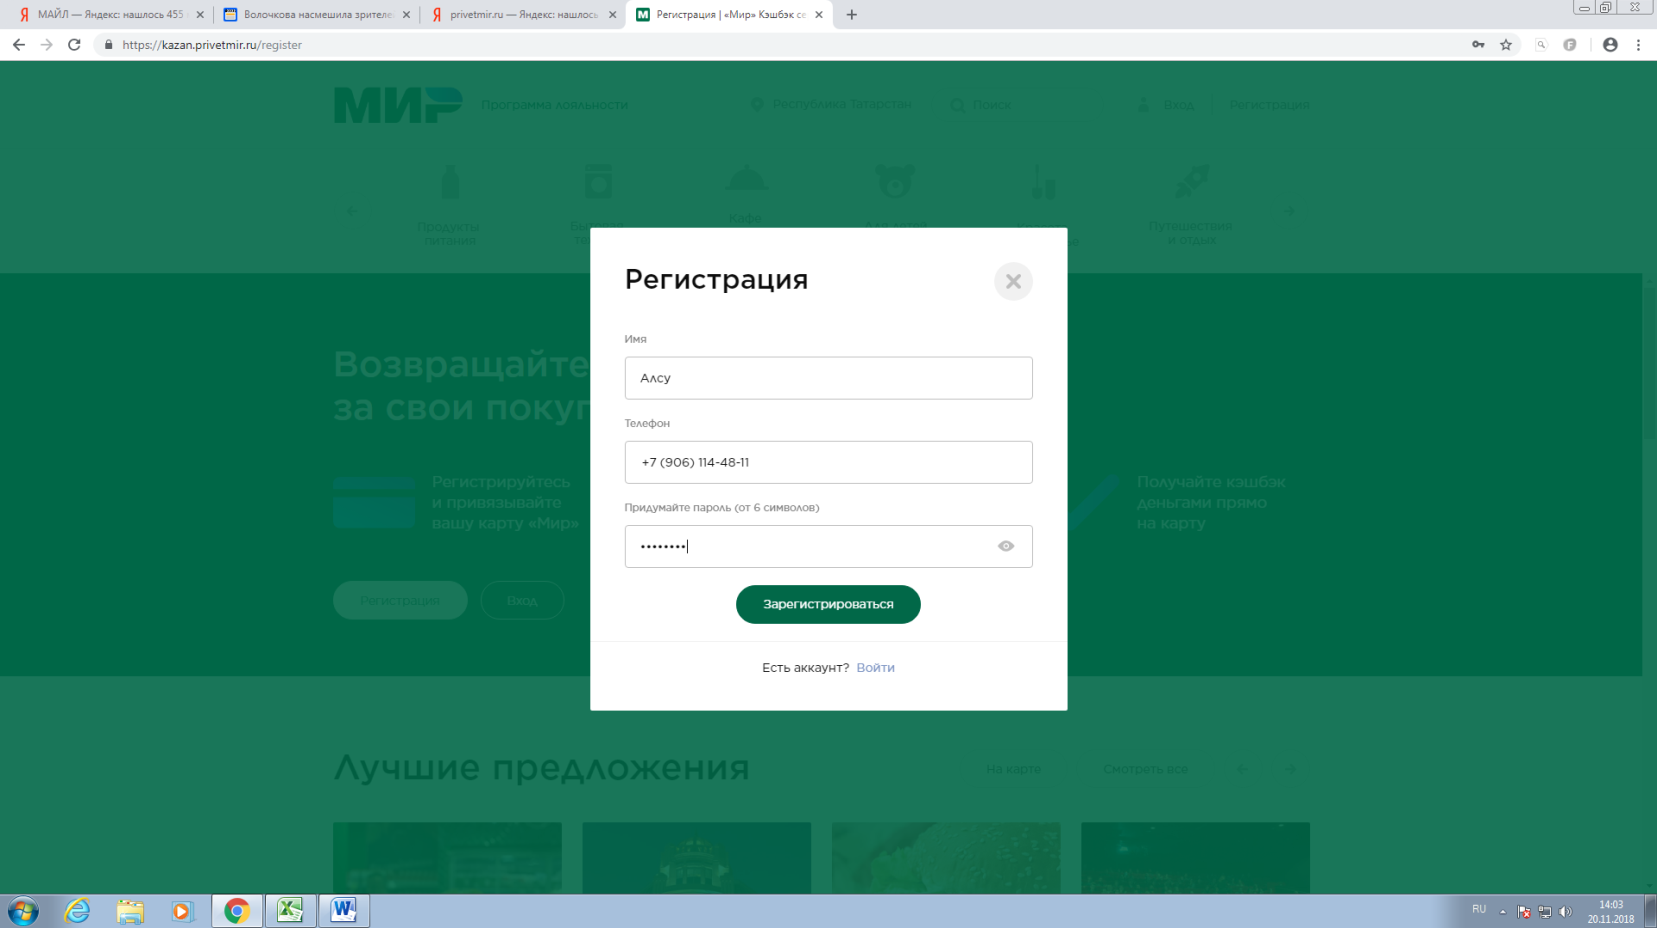 МАЙЛ — Яндекс: нашлось 455
Волочкова насмешила зрителе
privetmir.ru — Яндекс: нашлось
Регистрация | «Мир» Кэшбэк се
https://kazan.privetmir.ru/register
МИР
Программа лояльности
Республика Татарстан
Поиск
Вход
Регистрация
Продукты
питания
Кафе
Путешествия
и отдых
Регистрация
Имя
Алсу
Телефон
+7 (906) 114-48-11
Придумайте пароль (от 6 символов)
••••••••
Зарегистрироваться
Есть аккаунт? Войти
Возвращайте
за свои покуп
Регистрируйтесь
и привязывайте
вашу карту «Мир»
Получайте кэшбэк
деньгами прямо
на карту
Регистрация
Вход
Лучшие предложения
На карте
Смотреть все
RU
14:03
20.11.2018